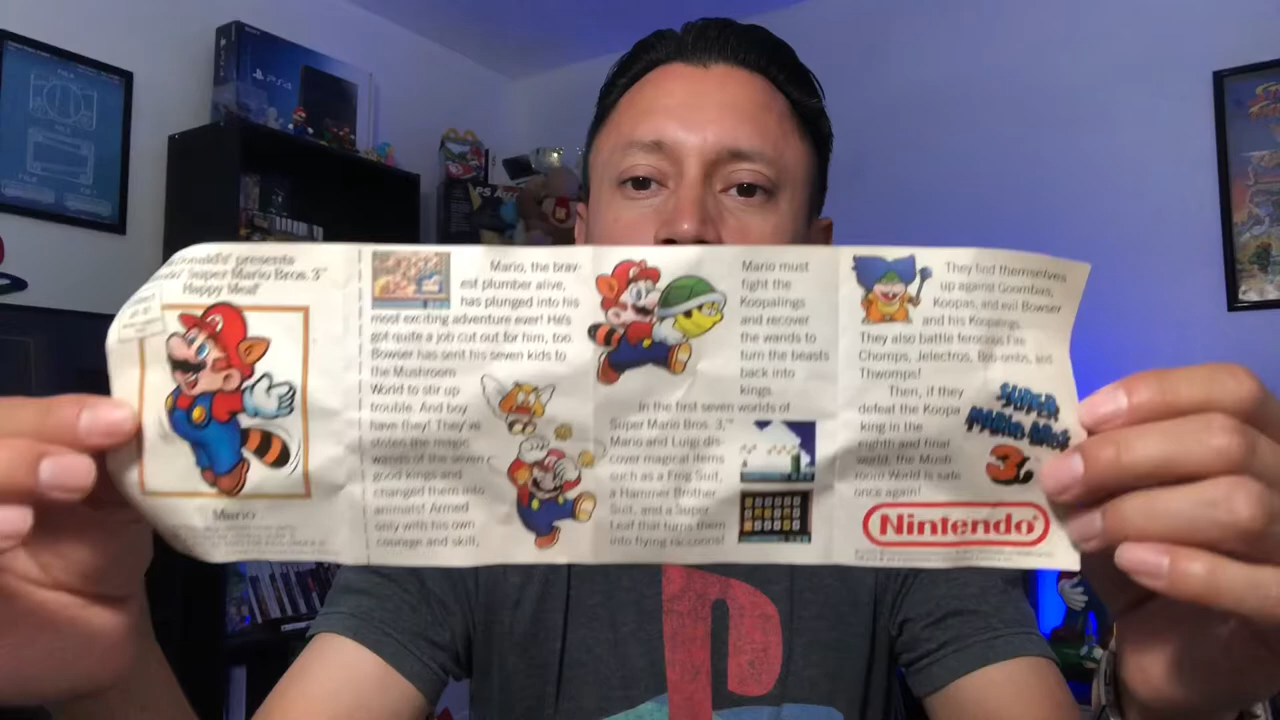 presents
Super Mario Bros. 3™
Happy Meal®
Mario
Mario, the brav-
est plumber alive,
has plunged into his
most exciting adventure ever! He's
got quite a job cut out for him, too.
Bowser has sent his seven kids to
the Mushroom
World to stir up
trouble. And boy
have they! They've
stolen the magic
wands of the seven
good kings and
changed them into
animals! Armed
only with his own
courage and skill,
Mario must
fight the
Koopalings
and recover
the wands to
turn the beasts
back into
kings.
In the first seven worlds of
Super Mario Bros. 3,™
Mario and Luigi dis-
cover magical items
such as a Frog Suit,
a Hammer Brother
Suit, and a Super
Leaf that turns them
into flying raccoons!
They find themselves
up against Goombas,
Koopas, and evil Bowser
and his Koopalings.
They also battle ferocious Fire
Chomps, Jelectros, Bob-ombs, and
Thwomps!
Then, if they
defeat the Koopa
king in the
eighth and final
world, the Mush
room World is safe
once again!
SUPER
MARIO BROS.
3
Nintendo®
PS4